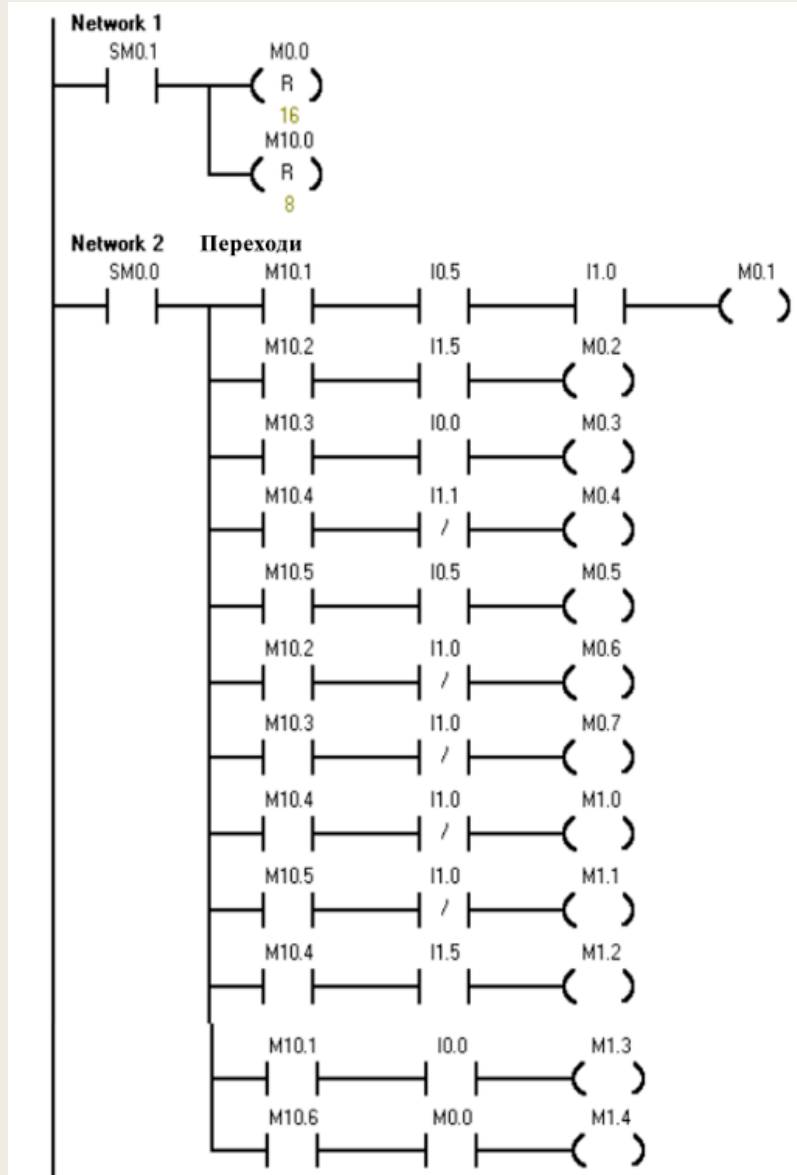 Network 1
SM0.1 M0.0
R
16
M10.0
R
8
Network 2 Переходи
SM0.0 M10.1 I0.5 I1.0 M0.1
M10.2 I1.5 M0.2
M10.3 I0.0 M0.3
M10.4 I1.1 M0.4
/
M10.5 I0.5 M0.5
M10.2 I1.0 M0.6
/
M10.3 I1.0 M0.7
/
M10.4 I1.0 M1.0
/
M10.5 I1.0 M1.1
/
M10.4 I1.5 M1.2
M10.1 I0.0 M1.3
M10.6 M0.0 M1.4